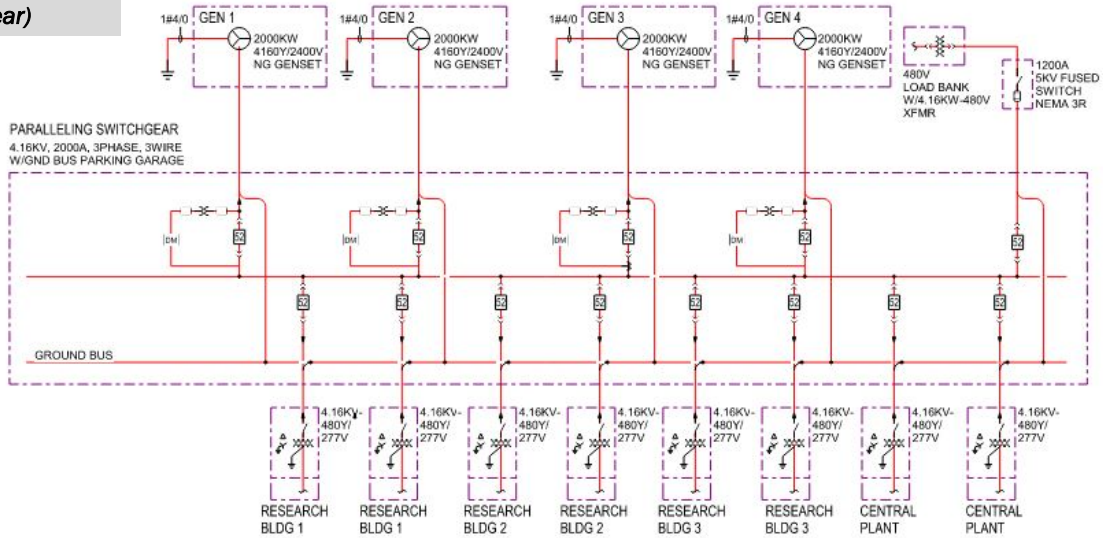 ear)
1#4/0
GEN 1
2000KW
4160Y/2400V
NG GENSET
1#4/0
GEN 2
2000KW
4160Y/2400V
NG GENSET
1#4/0
GEN 3
2000KW
4160Y/2400V
NG GENSET
1#4/0
GEN 4
2000KW
4160Y/2400V
NG GENSET
480V
LOAD BANK
W/4.16KW-480V
XFMR
1200A
5KV FUSED
SWITCH
NEMA 3R
PARALLELING SWITCHGEAR
4.16KV, 2000A, 3PHASE, 3WIRE
W/GND BUS PARKING GARAGE
DM
52
DM
52
DM
52
DM
52
52
52
52
52
52
52
52
52
52
GROUND BUS
4.16KV-
480Y/
277V
4.16KV-
480Y/
277V
4.16KV-
480Y/
277V
4.16KV-
480Y/
277V
4.16KV-
480Y/
277V
4.16KV-
480Y/
277V
4.16KV-
480Y/
277V
4.16KV-
480Y/
277V
RESEARCH
BLDG 1
RESEARCH
BLDG 1
RESEARCH
BLDG 2
RESEARCH
BLDG 2
RESEARCH
BLDG 3
RESEARCH
BLDG 3
CENTRAL
PLANT
CENTRAL
PLANT